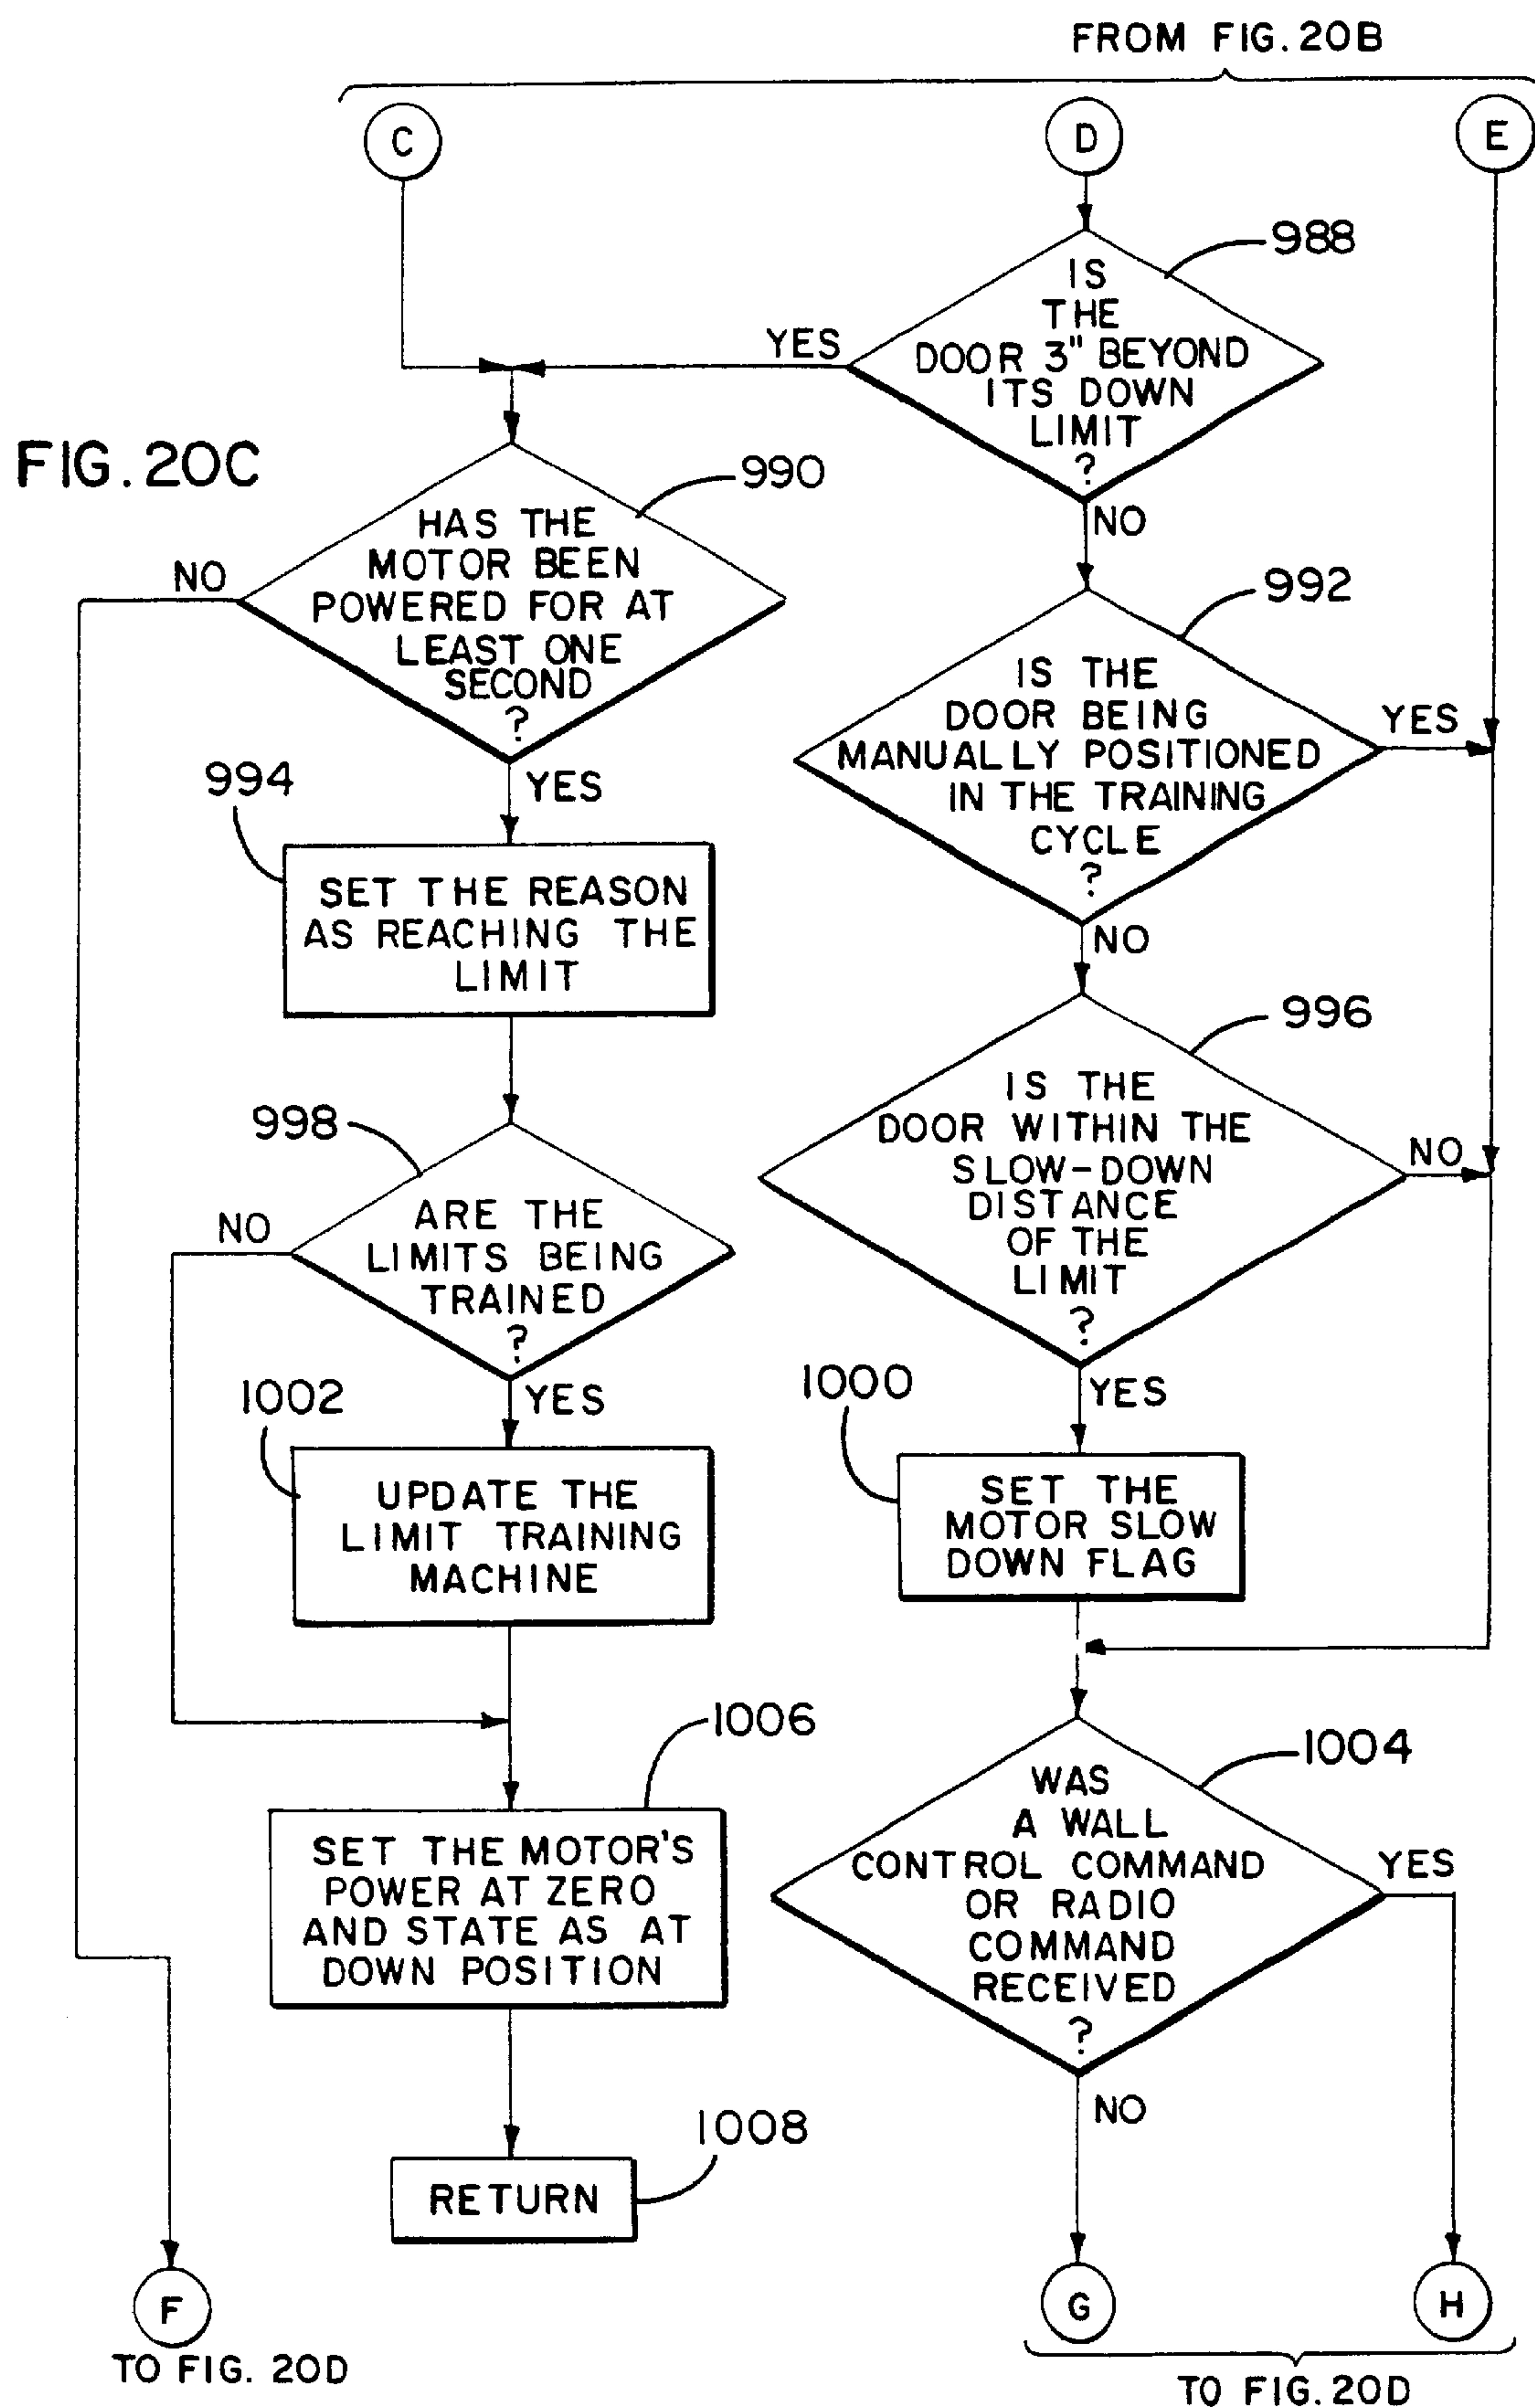 FROM FIG. 20B
C
D
E
988
IS
THE
DOOR 3" BEYOND
ITS DOWN
LIMIT
?
YES
NO
FIG. 20C
990
HAS THE
MOTOR BEEN
POWERED FOR AT
LEAST ONE
SECOND
?
NO
YES
992
IS THE
DOOR BEING
MANUALLY POSITIONED
IN THE TRAINING
CYCLE
?
YES
NO
994
SET THE REASON
AS REACHING THE
LIMIT
996
IS THE
DOOR WITHIN THE
SLOW-DOWN
DISTANCE
OF THE
LIMIT
?
NO
YES
998
ARE THE
LIMITS BEING
TRAINED
?
NO
YES
1000
SET THE
MOTOR SLOW
DOWN FLAG
1002
UPDATE THE
LIMIT TRAINING
MACHINE
1004
WAS
A WALL
CONTROL COMMAND
OR RADIO
COMMAND
RECEIVED
?
YES
NO
1006
SET THE MOTOR'S
POWER AT ZERO
AND STATE AS AT
DOWN POSITION
1008
RETURN
F
TO FIG. 20D
G
H
TO FIG. 20D